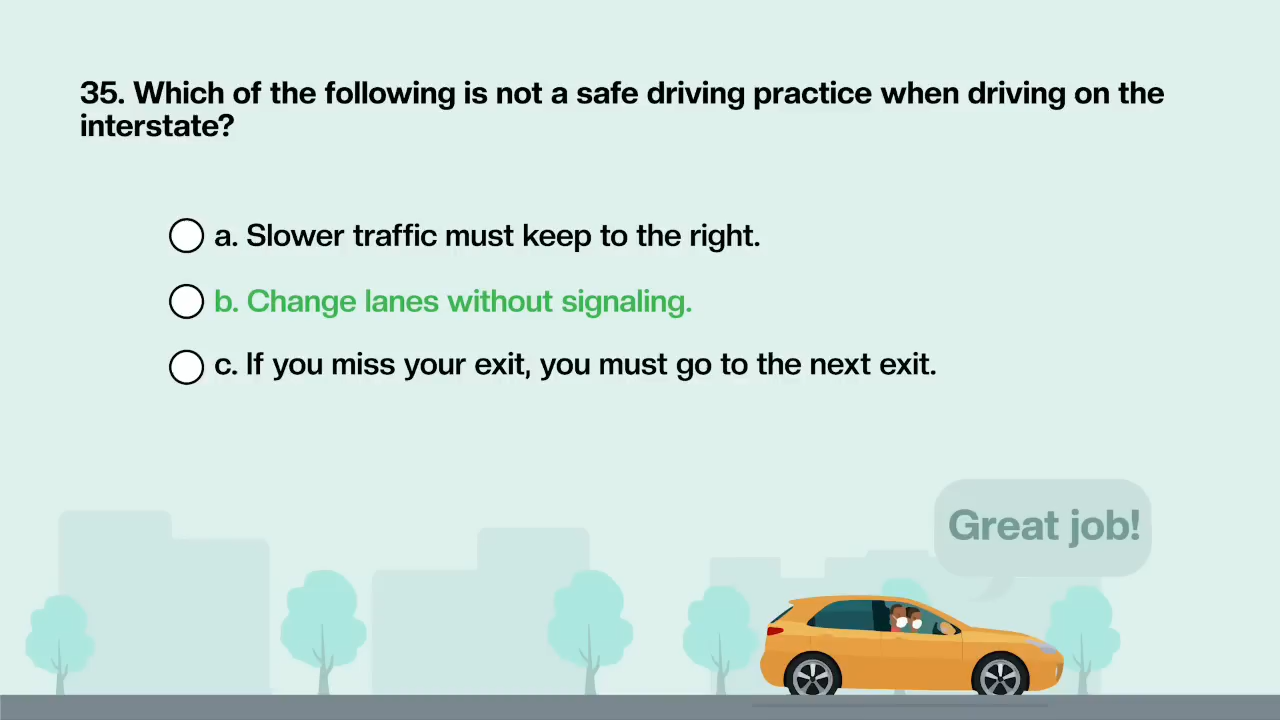 35. Which of the following is not a safe driving practice when driving on the
interstate?
a. Slower traffic must keep to the right.
b. Change lanes without signaling.
c. If you miss your exit, you must go to the next exit.
Great job!